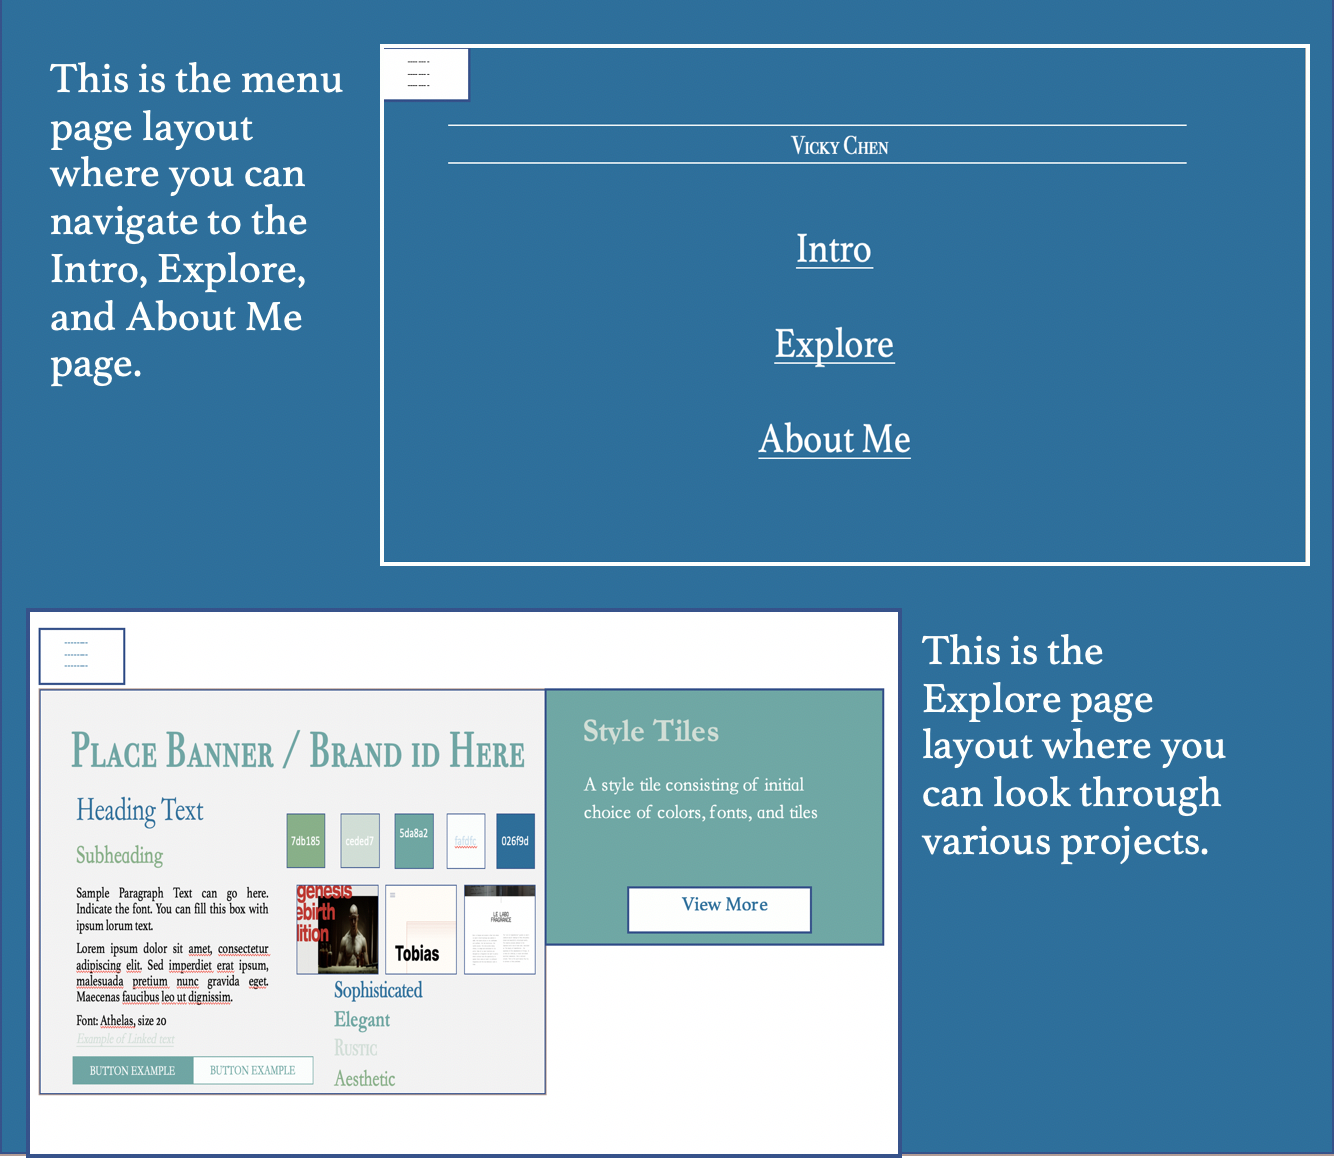 This is the menu
page layout
where you can
navigate to the
Intro, Explore,
and About Me
page.
Vicky Chen
Intro
Explore
About Me
Place Banner / Brand id Here
Heading Text
Subheading
Sample Paragraph Text can go here.
Indicate the font. You can fill this box with
ipsum lorum text.
Lorem ipsum dolor sit amet, consectetur
adipiscing elit. Sed imperdiet erat ipsum,
malesuada pretium nunc gravida eget.
Maecenas faucibus leo ut dignissim.
Font: Athelas, size 20
Example of Linked text
BUTTON EXAMPLE
BUTTON EXAMPLE
7db185
ceded7
5da8a2
fafdfc
026f9d
genesis
ebirth
lition
Tobias
LE LABO
FRAGRANCE
Sophisticated
Elegant
Rustic
Aesthetic
Style Tiles
A style tile consisting of initial
choice of colors, fonts, and tiles
View More
This is the
Explore page
layout where you
can look through
various projects.